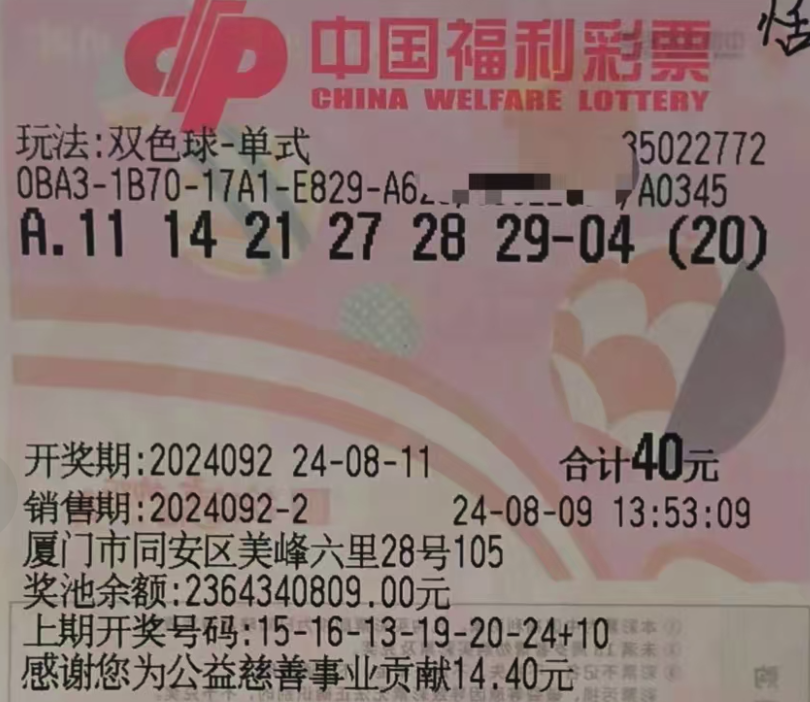 恬
中国福利彩票
CHINA WELFARE LOTTERY
玩法:双色球-单式 35022772
0BA3-1B70-17A1-E829-A6 A0345
A.11 14 21 27 28 29-04 (20)
开奖期:2024092 24-08-11 合计40元
销售期:2024092-2 24-08-09 13:53:09
厦门市同安区美峰六里28号105
奖池余额:2364340809.00元
上期开奖号码:15-16-13-19-20-24+10
感谢您为公益慈善事业贡献14.40元